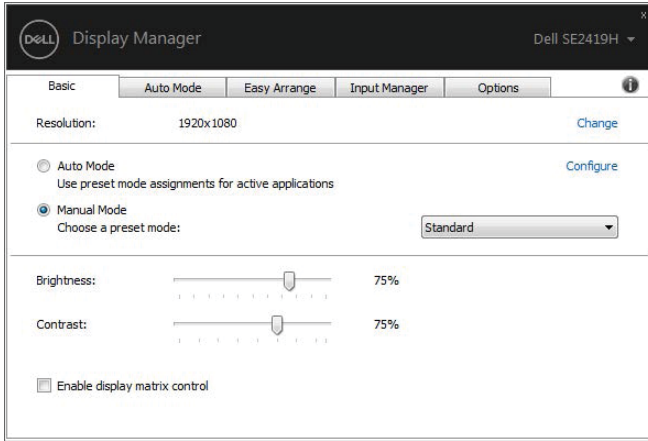 x
DELL Display Manager Dell SE2419H
Basic Auto Mode Easy Arrange Input Manager Options i
Resolution: 1920x1080 Change
Auto Mode Configure
Use preset mode assignments for active applications
Manual Mode
Choose a preset mode: Standard
Brightness: 75%
Contrast: 75%
Enable display matrix control